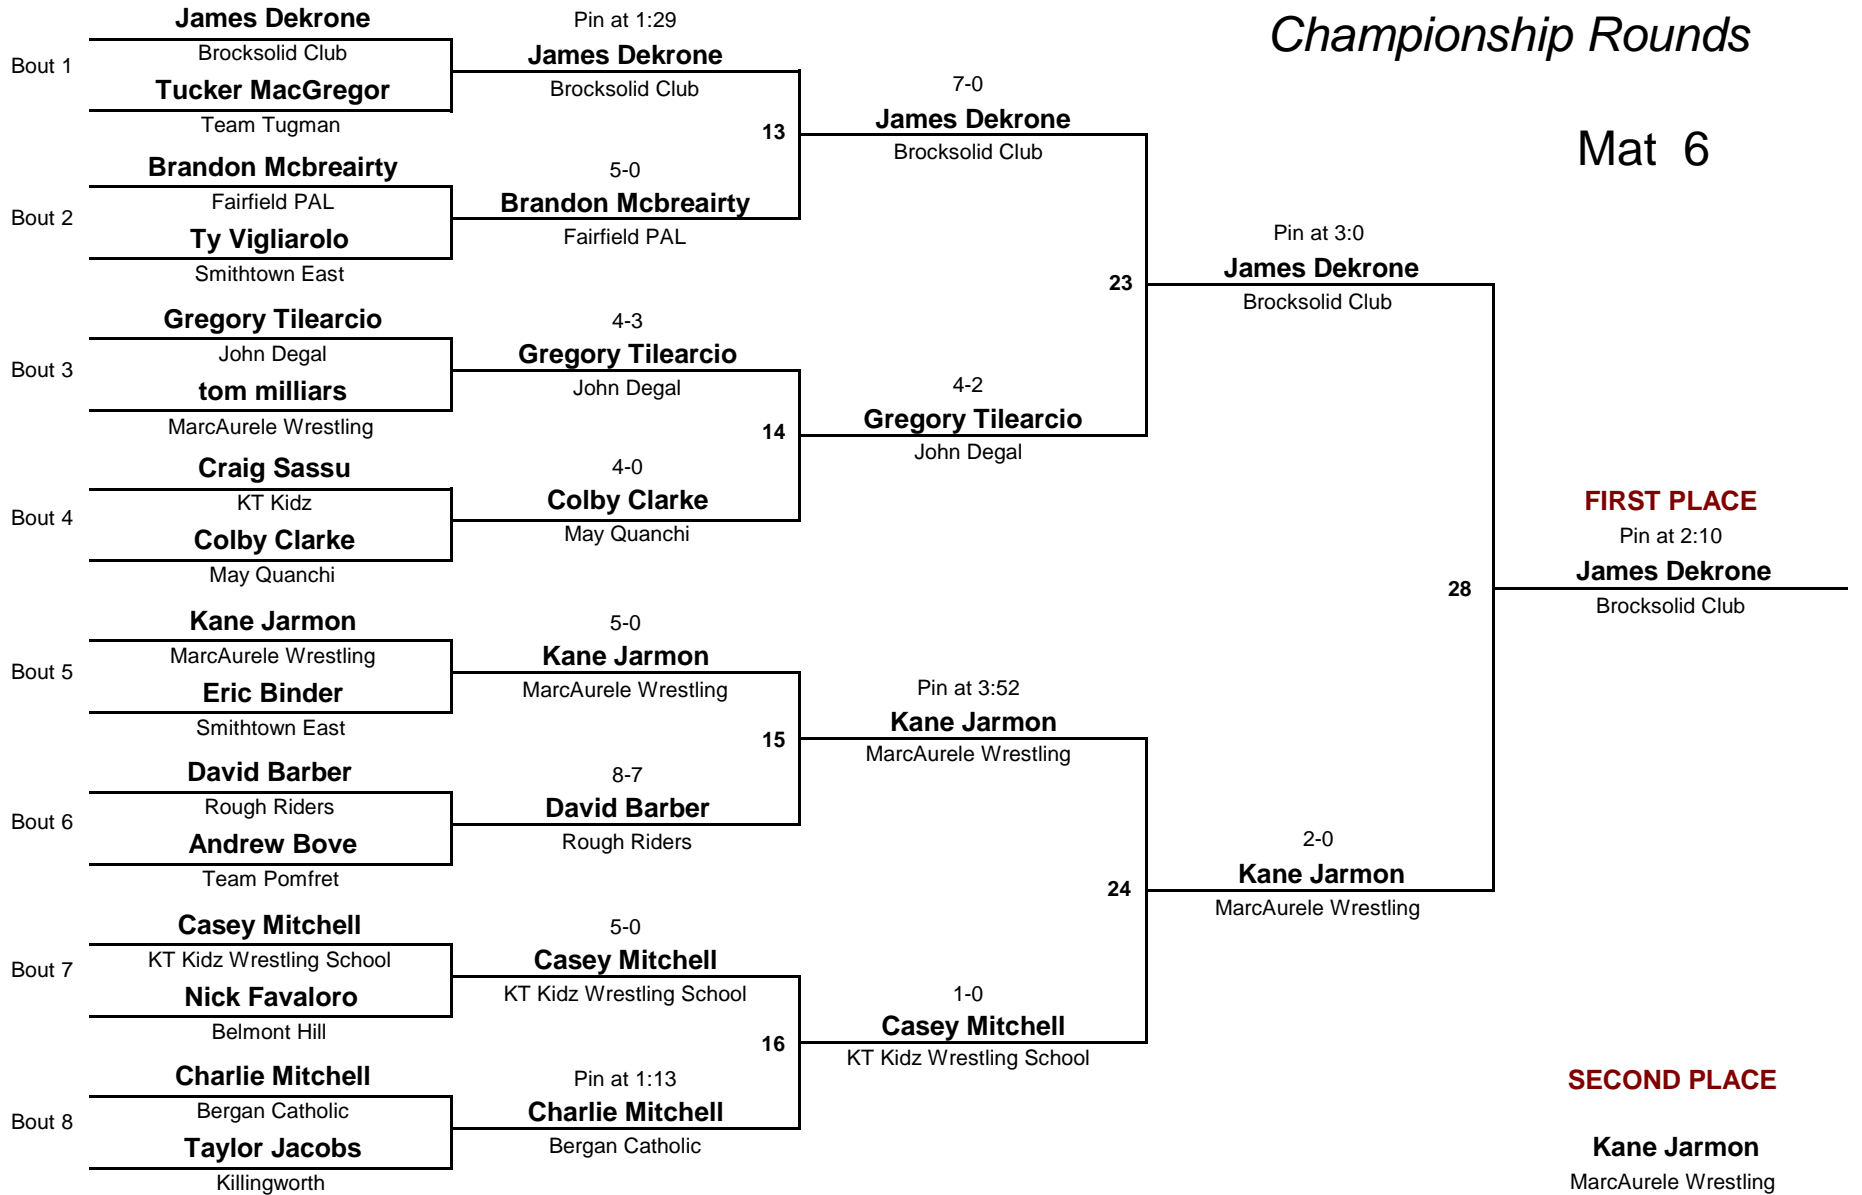 Championship Rounds
Mat 6
Bout 1
James Dekrone
Brocksolid Club
Tucker MacGregor
Team Tugman
Bout 2
Brandon Mcbreairty
Fairfield PAL
Ty Vigliarolo
Smithtown East
Bout 3
Gregory Tilearcio
John Degal
tom milliars
MarcAurele Wrestling
Bout 4
Craig Sassu
KT Kidz
Colby Clarke
May Quanchi
Bout 5
Kane Jarmon
MarcAurele Wrestling
Eric Binder
Smithtown East
Bout 6
David Barber
Rough Riders
Andrew Bove
Team Pomfret
Bout 7
Casey Mitchell
KT Kidz Wrestling School
Nick Favaloro
Belmont Hill
Bout 8
Charlie Mitchell
Bergan Catholic
Taylor Jacobs
Killingworth
Pin at 1:29
James Dekrone
Brocksolid Club
13
5-0
Brandon Mcbreairty
Fairfield PAL
4-3
Gregory Tilearcio
John Degal
14
4-0
Colby Clarke
May Quanchi
5-0
Kane Jarmon
MarcAurele Wrestling
15
8-7
David Barber
Rough Riders
5-0
Casey Mitchell
KT Kidz Wrestling School
16
Pin at 1:13
Charlie Mitchell
Bergan Catholic
7-0
James Dekrone
Brocksolid Club
23
4-2
Gregory Tilearcio
John Degal
Pin at 3:52
Kane Jarmon
MarcAurele Wrestling
24
1-0
Casey Mitchell
KT Kidz Wrestling School
Pin at 3:0
James Dekrone
Brocksolid Club
28
2-0
Kane Jarmon
MarcAurele Wrestling
FIRST PLACE
Pin at 2:10
James Dekrone
Brocksolid Club
SECOND PLACE
Kane Jarmon
MarcAurele Wrestling